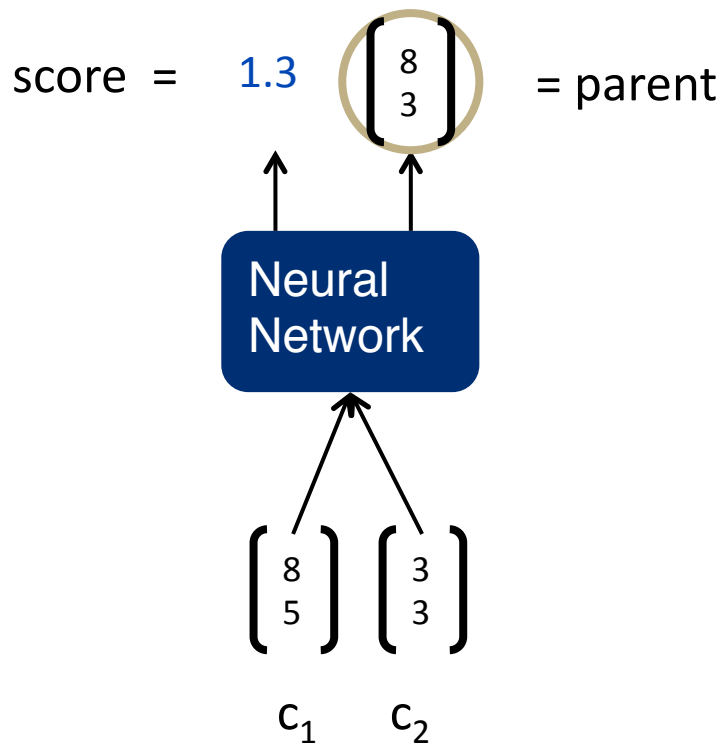 score = 1.3 8 = parent
3
Neural
Network
8 3
5 3
c₁ c₂